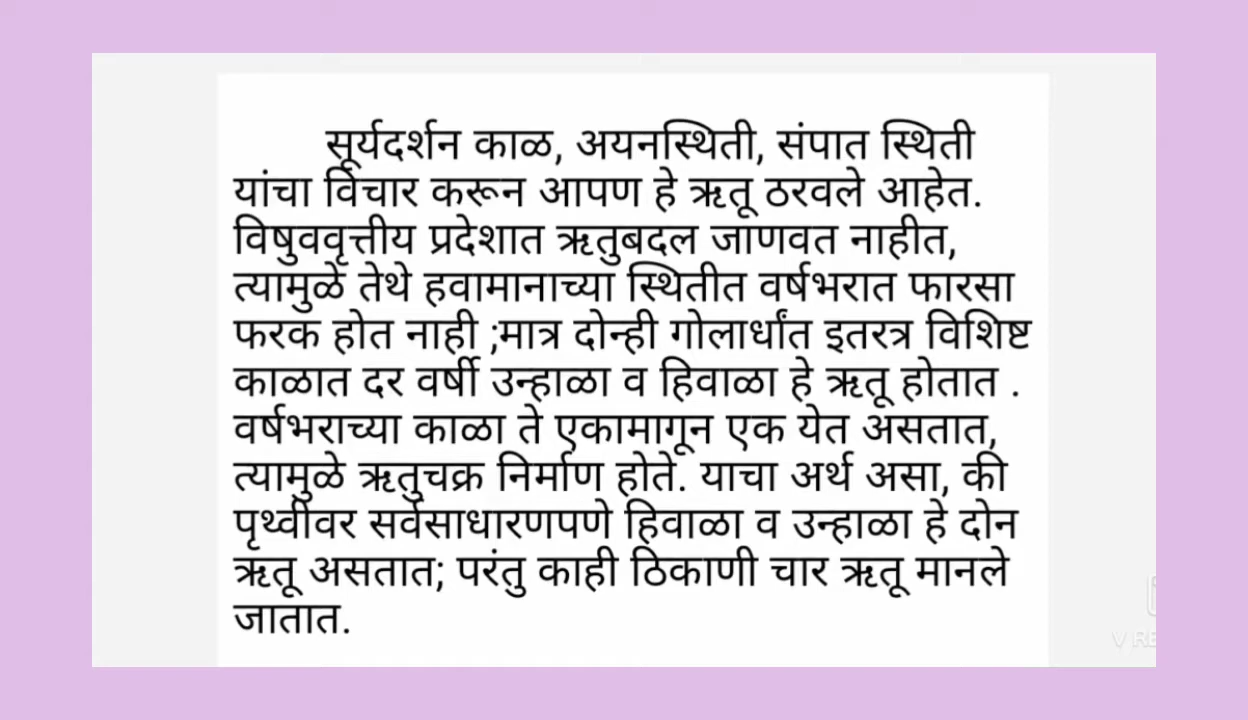 सूर्यदर्शन काळ, अयनस्थिती, संपात स्थिती
यांचा विचार करून आपण हे ऋतू ठरवले आहेत.
विषुववृत्तीय प्रदेशात ऋतुबदल जाणवत नाहीत,
त्यामुळे तेथे हवामानाच्या स्थितीत वर्षभरात फारसा
फरक होत नाही ;मात्र दोन्ही गोलार्धांत इतरत्र विशिष्ट
काळात दर वर्षी उन्हाळा व हिवाळा हे ऋतू होतात .
वर्षभराच्या काळा ते एकामागून एक येत असतात,
त्यामुळे ऋतुचक्र निर्माण होते. याचा अर्थ असा, की
पृथ्वीवर सर्वसाधारणपणे हिवाळा व उन्हाळा हे दोन
ऋतू असतात; परंतु काही ठिकाणी चार ऋतू मानले
जातात.